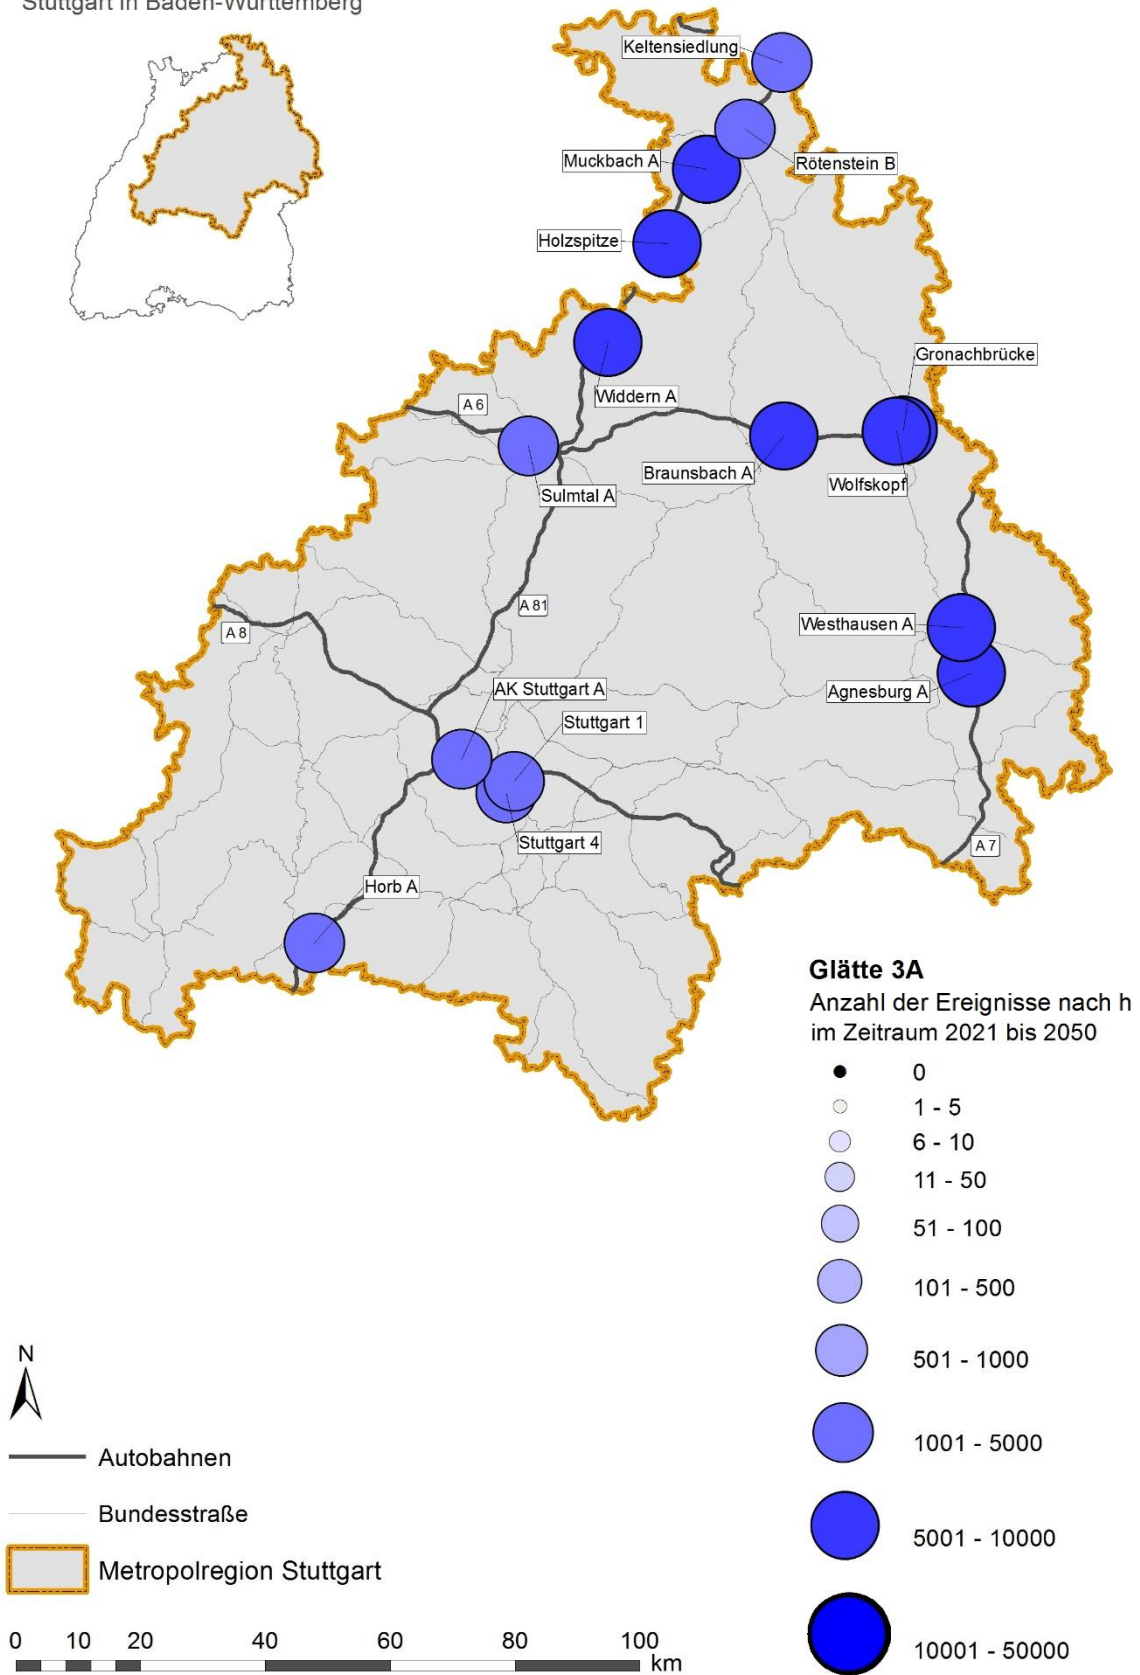 Stuttgart in Baden-Württemberg
Keltensiedlung
Muckbach A
Rötenstein B
Holzspitze
Gronachbrücke
Widdern A
A 6
Braunsbach A
Wolfskopf
Sulmtal A
A 81
A 8
Westhausen A
AK Stuttgart A
Agnesburg A
Stuttgart 1
Stuttgart 4
A 7
Horb A
Glätte 3A
Anzahl der Ereignisse nach h
im Zeitraum 2021 bis 2050
0
1 - 5
6 - 10
11 - 50
51 - 100
101 - 500
501 - 1000
1001 - 5000
5001 - 10000
10001 - 50000
N
Autobahnen
Bundesstraße
Metropolregion Stuttgart
0 10 20 40 60 80 100
km